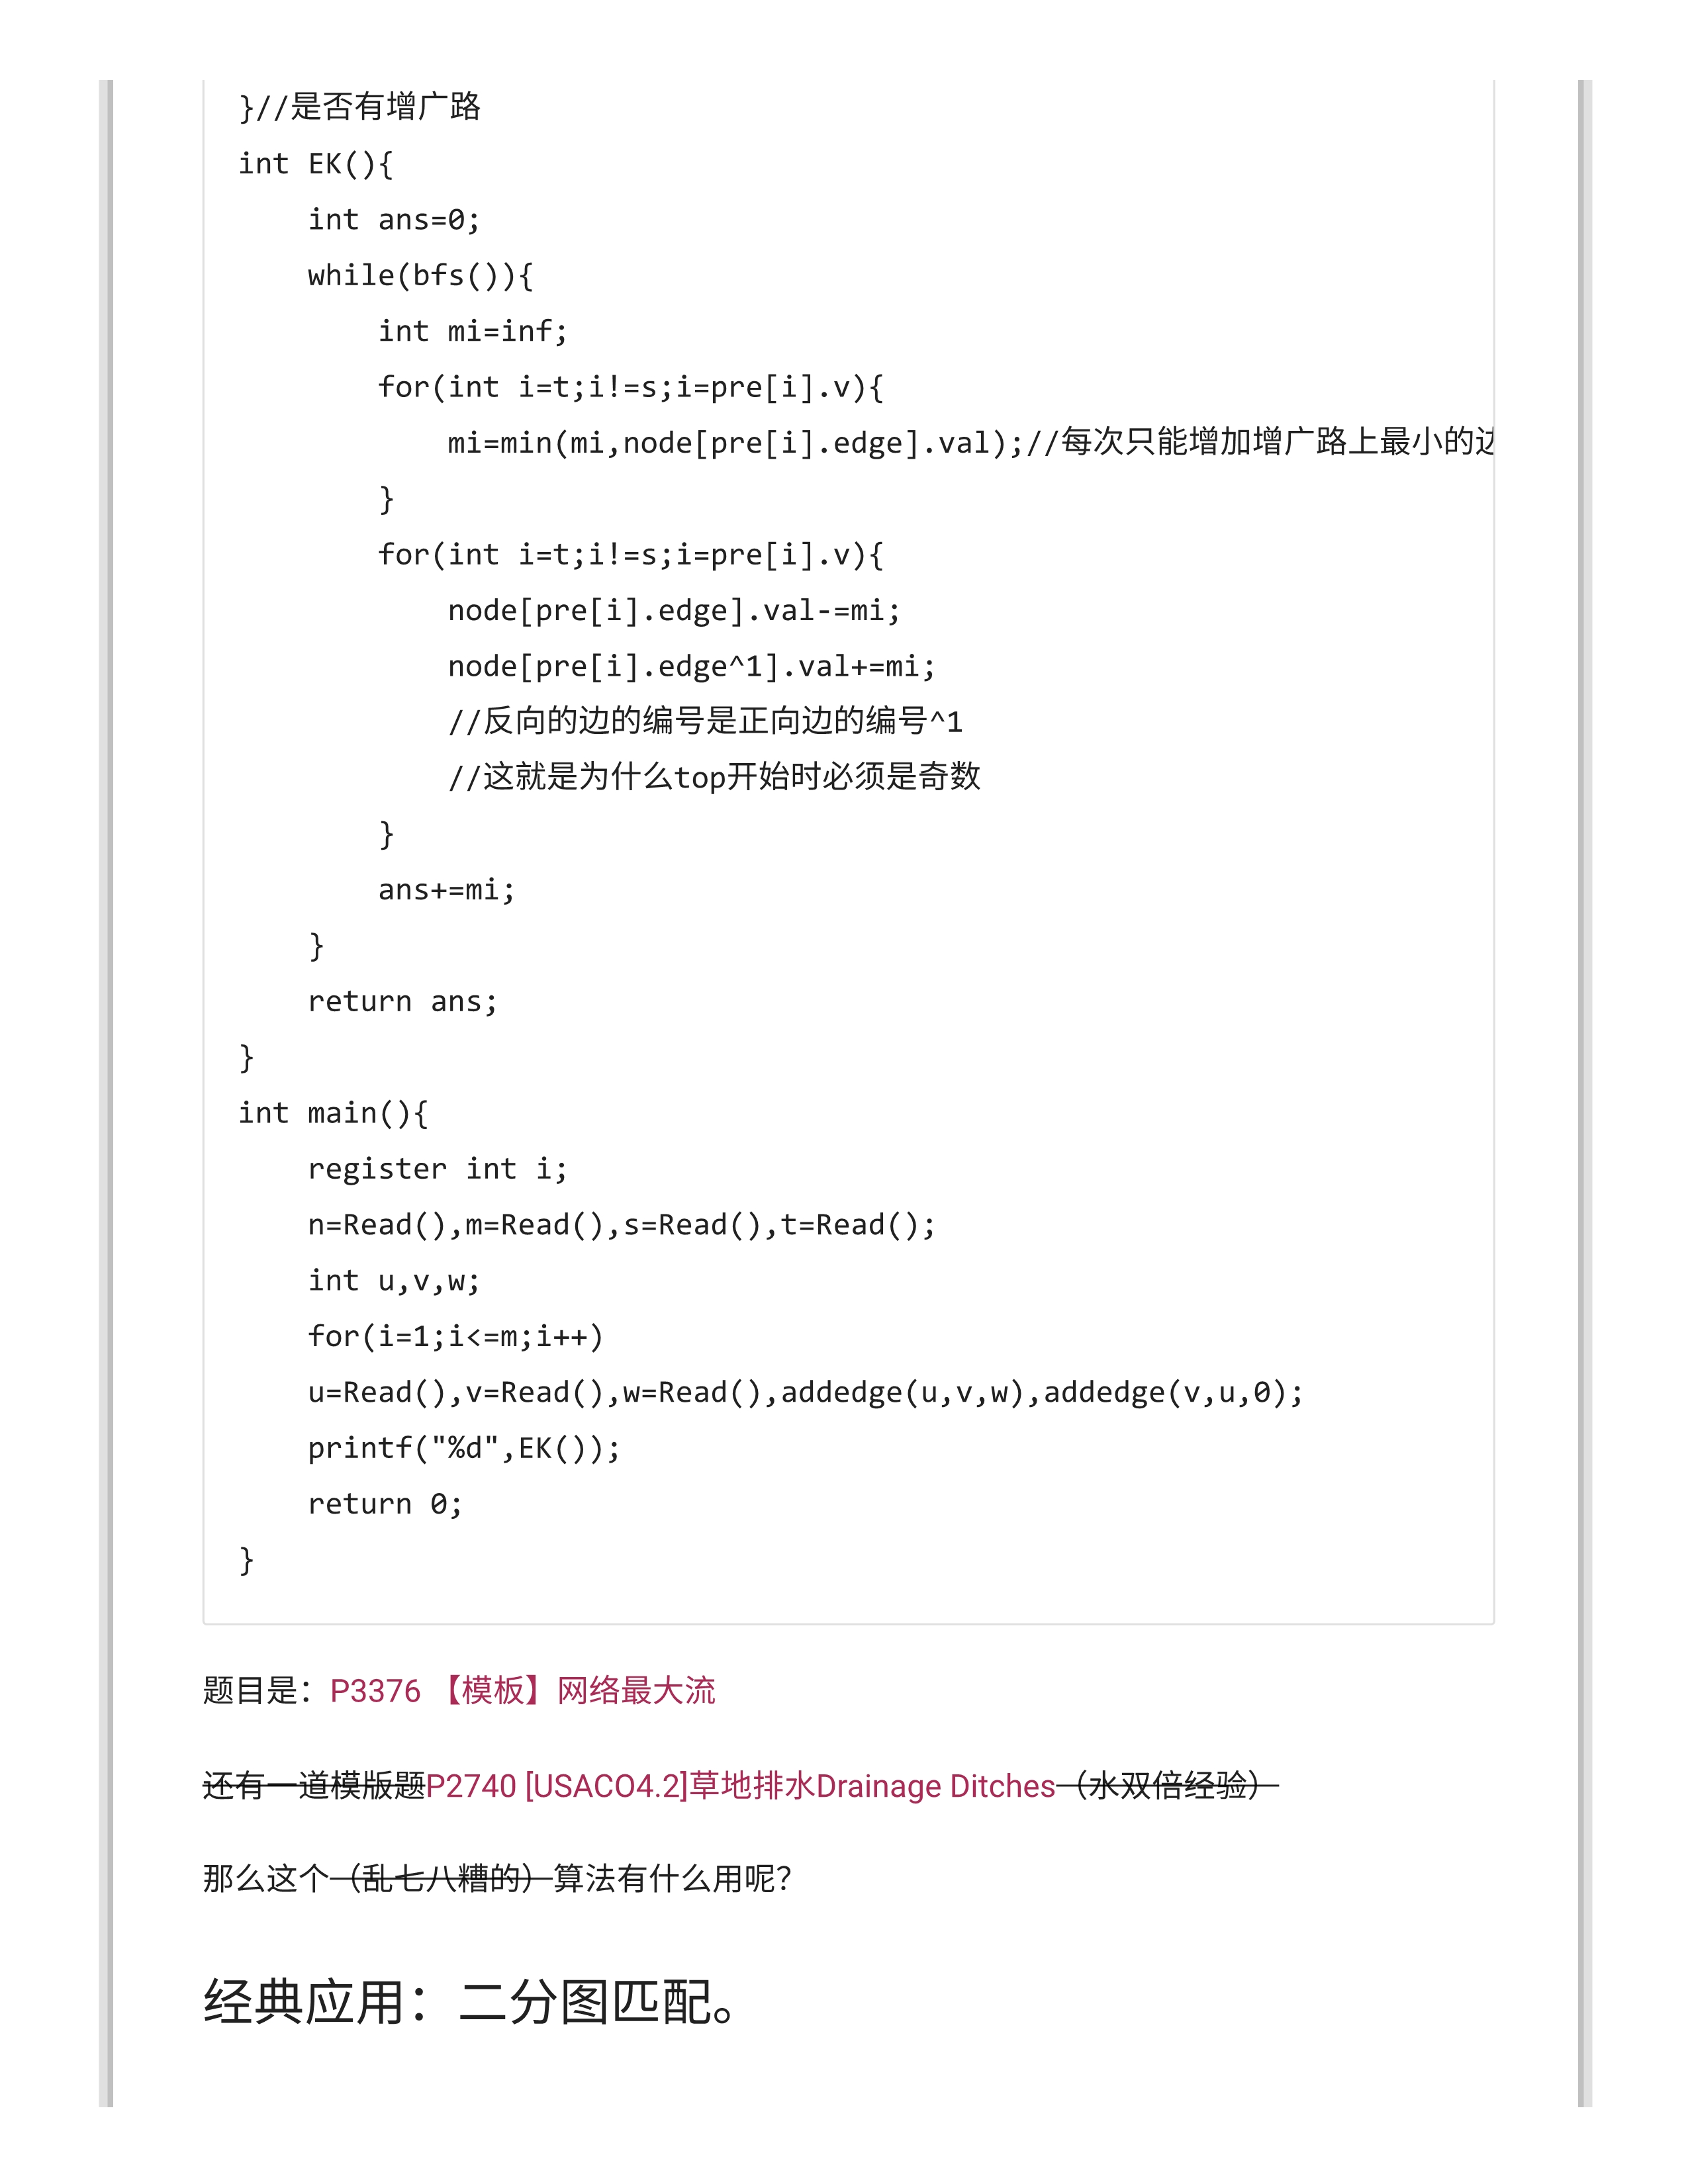 }//是否有增广路
int EK(){
    int ans=0;
    while(bfs()){
        int mi=inf;
        for(int i=t;i!=s;i=pre[i].v){
            mi=min(mi,node[pre[i].edge].val);//每次只能增加增广路上最小的
        }
        for(int i=t;i!=s;i=pre[i].v){
            node[pre[i].edge].val-=mi;
            node[pre[i].edge^1].val+=mi;
            //反向的边的编号是正向边的编号^1
            //这就是为什么top开始时必须是奇数
        }
        ans+=mi;
    }
    return ans;
}
int main(){
    register int i;
    n=Read(),m=Read(),s=Read(),t=Read();
    int u,v,w;
    for(i=1;i<=m;i++)
    u=Read(),v=Read(),w=Read(),addedge(u,v,w),addedge(v,u,0);
    printf("%d",EK());
    return 0;
}
题目是：P3376 【模板】网络最大流
还有一道模版题P2740 [USACO4.2]草地排水Drainage Ditches（水双倍经验）
那么这个（乱七八糟的）算法有什么用呢？
经典应用：二分图匹配。